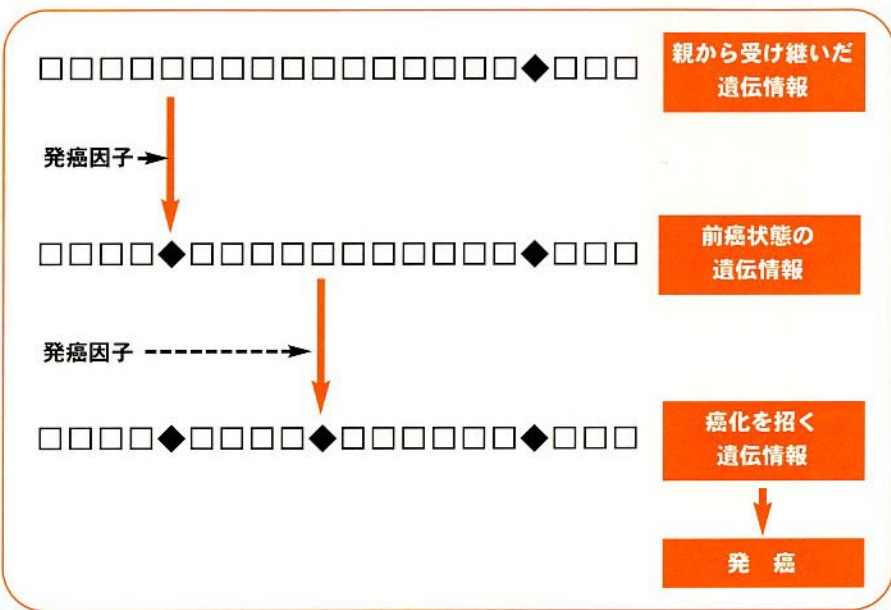 親から受け継いだ
遺伝情報
発癌因子
前癌状態の
遺伝情報
発癌因子
癌化を招く
遺伝情報
発　癌